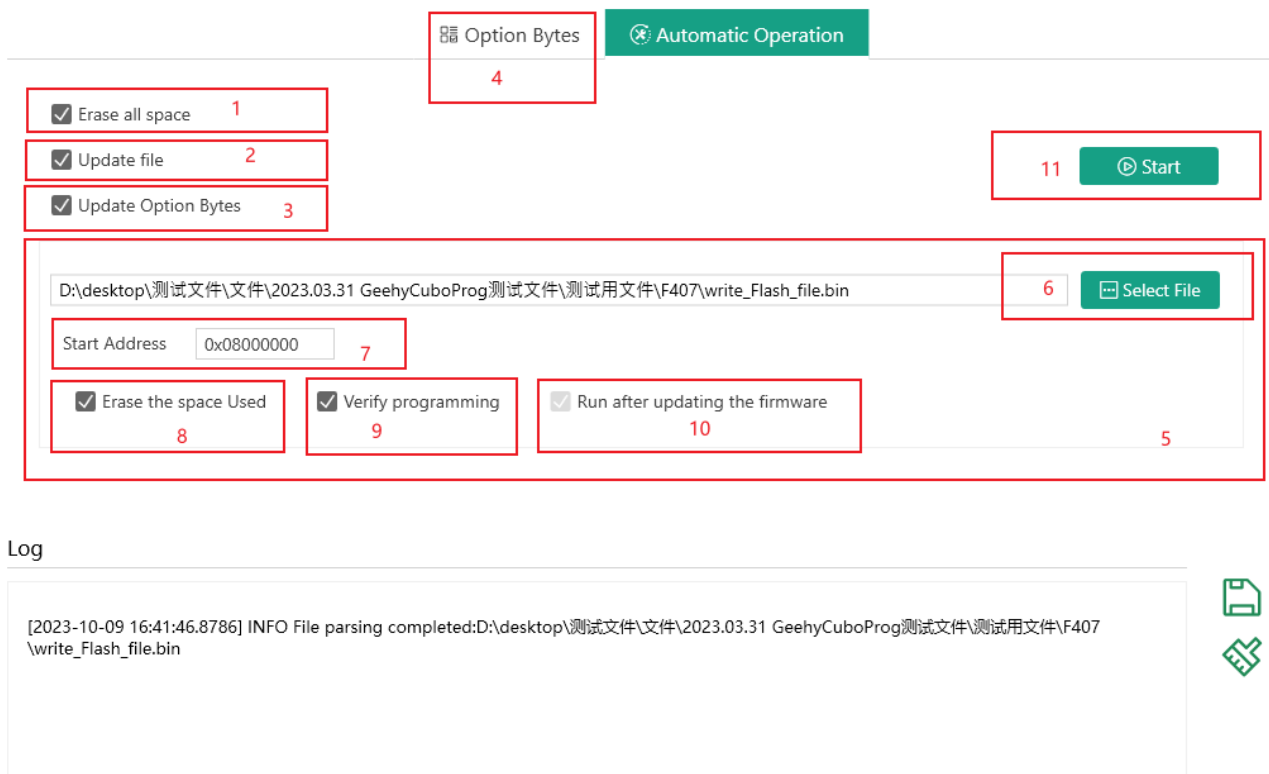 Option Bytes
Automatic Operation
4
Erase all space
1
Update file
2
11
Start
Update Option Bytes
3
D:\desktop\测试文件\文件\2023.03.31 GeehyCuboProg测试文件\测试用文件\F407\write_Flash_file.bin
6
Select File
Start Address
0x08000000
7
Erase the space Used
Verify programming
Run after updating the firmware
8
9
10
5
Log
[2023-10-09 16:41:46.8786] INFO File parsing completed:D:\desktop\测试文件\文件\2023.03.31 GeehyCuboProg测试文件\测试用文件\F407
\write_Flash_file.bin